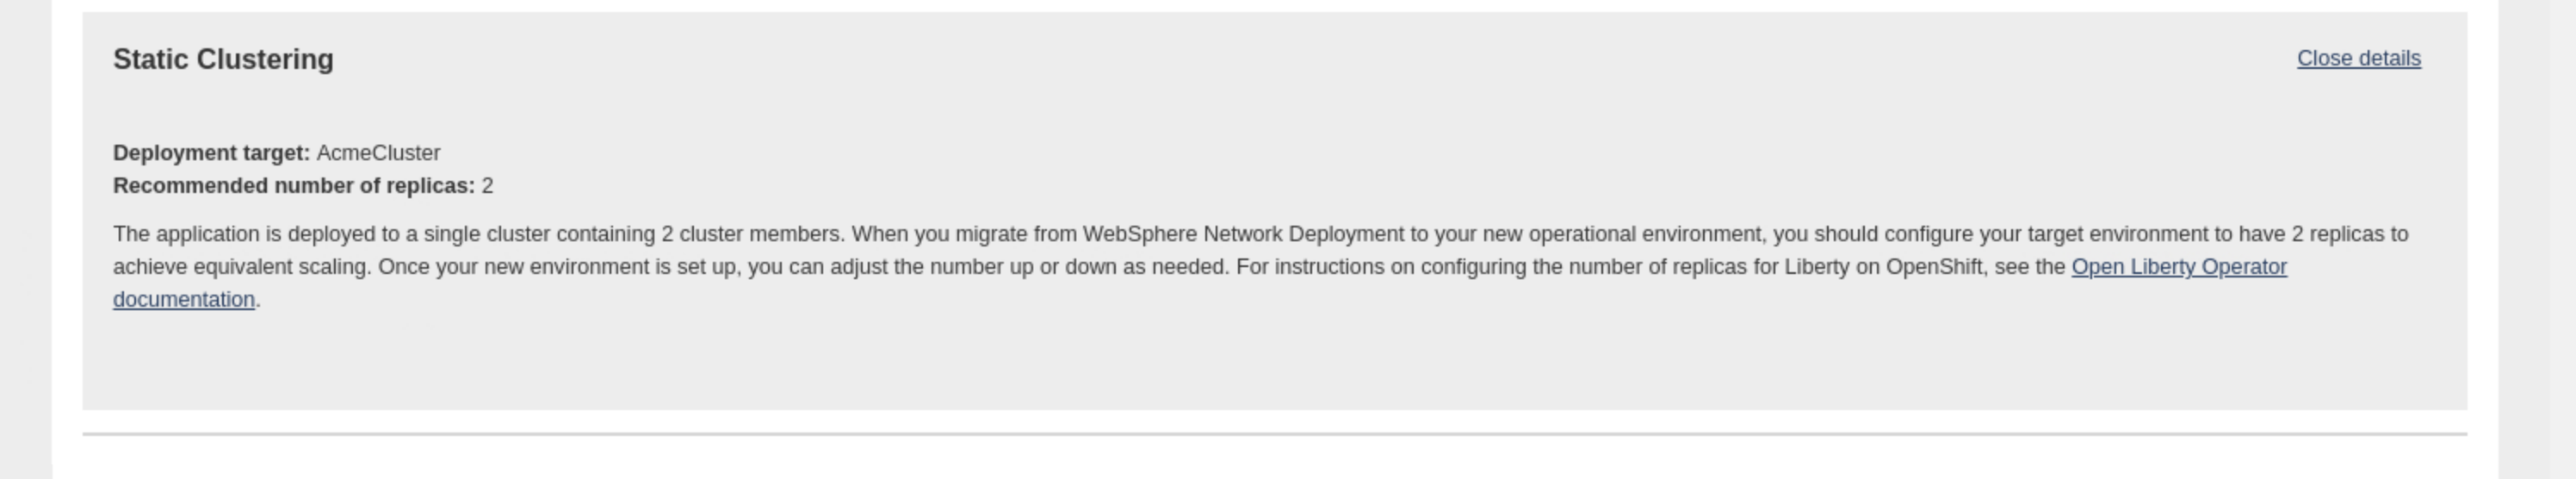 Static Clustering
Close details
Deployment target: AcmeCluster
Recommended number of replicas: 2
The application is deployed to a single cluster containing 2 cluster members. When you migrate from WebSphere Network Deployment to your new operational environment, you should configure your target environment to have 2 replicas to
achieve equivalent scaling. Once your new environment is set up, you can adjust the number up or down as needed. For instructions on configuring the number of replicas for Liberty on OpenShift, see the Open Liberty Operator
documentation.